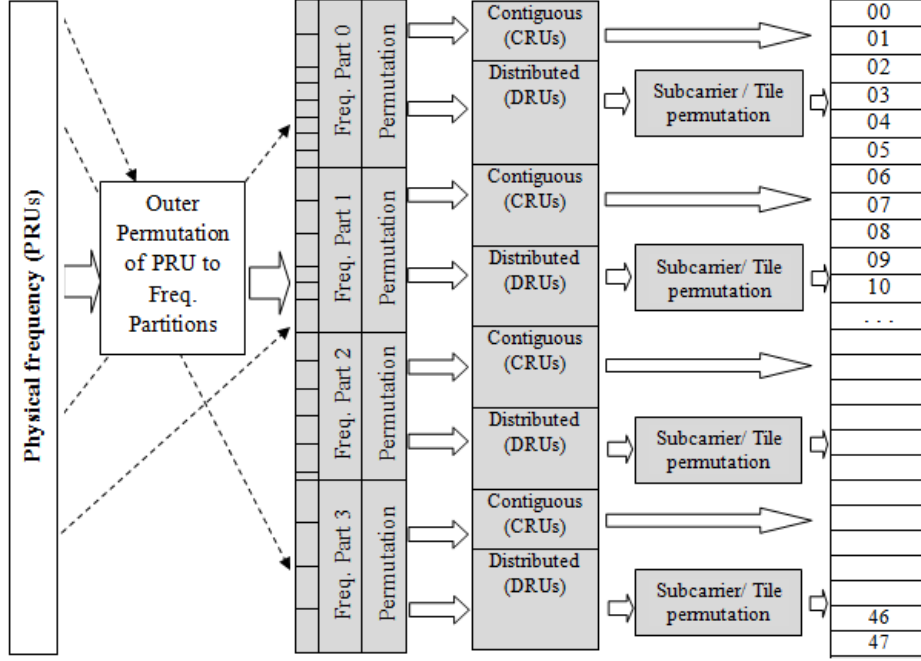 Physical frequency (PRUs)
Outer
Permutation
of PRU to
Freq.
Partitions
Freq. Part 0
Permutation
Contiguous
(CRUs)
Distributed
(DRUs)
Subcarrier / Tile
permutation
Freq. Part 1
Permutation
Contiguous
(CRUs)
Distributed
(DRUs)
Subcarrier/ Tile
permutation
Freq. Part 2
Permutation
Contiguous
(CRUs)
Distributed
(DRUs)
Subcarrier/ Tile
permutation
Freq. Part 3
Permutation
Contiguous
(CRUs)
Distributed
(DRUs)
Subcarrier/ Tile
permutation
00
01
02
03
04
05
06
07
08
09
10
. . .
46
47